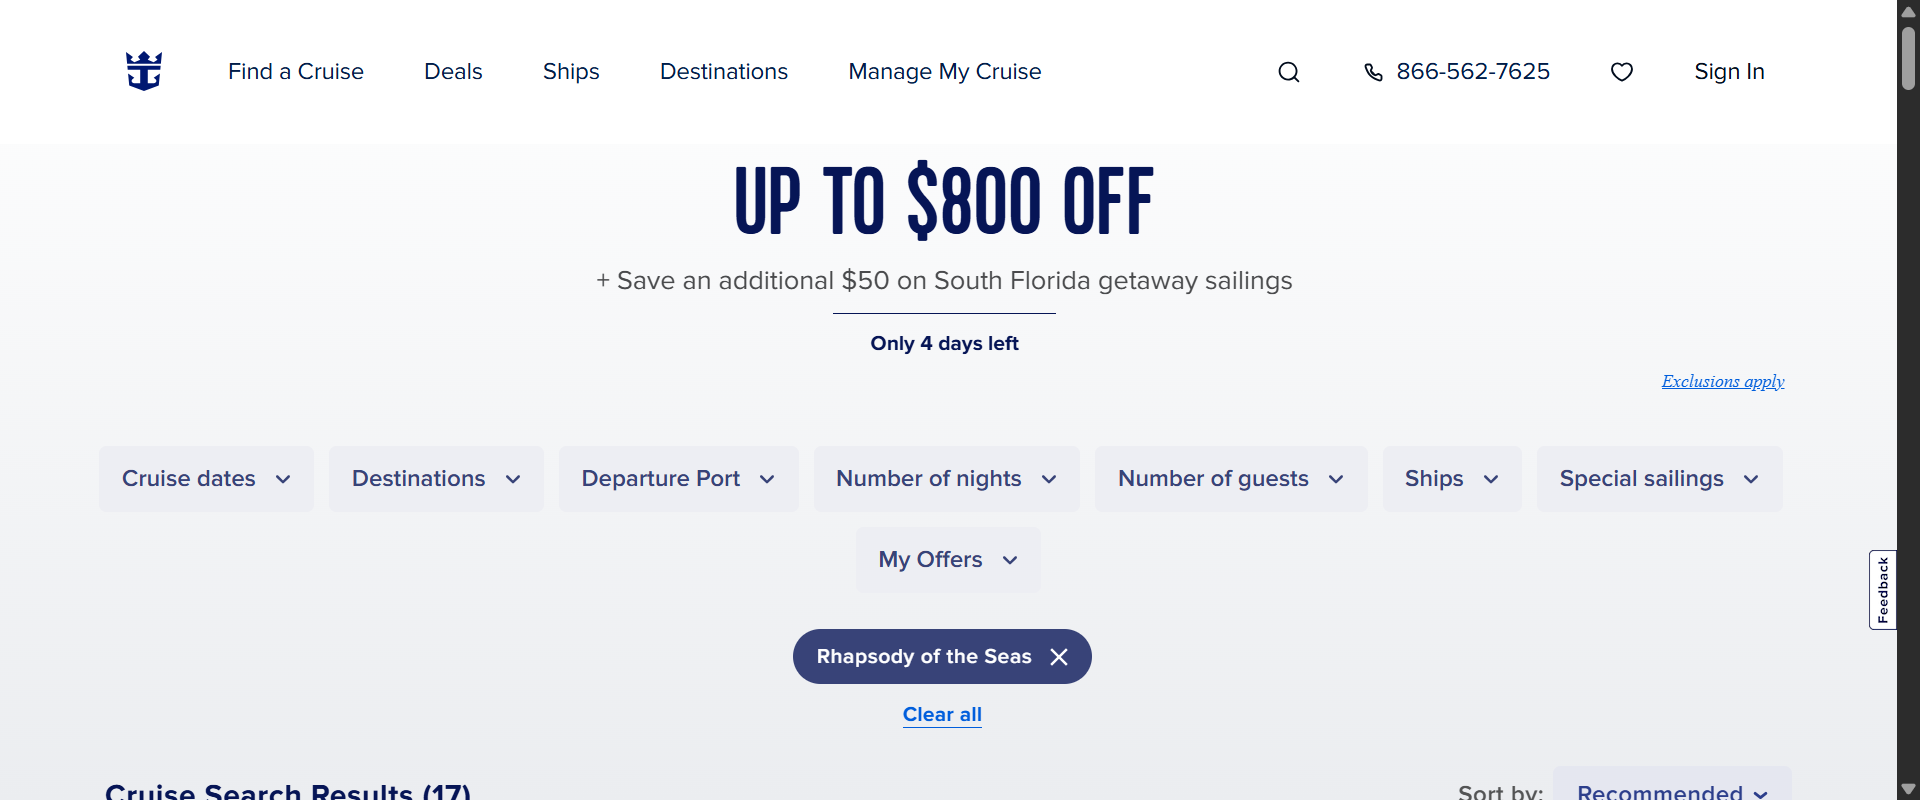 Find a Cruise Deals Ships Destinations Manage My Cruise 866-562-7625 Sign In
UP TO $800 OFF
+ Save an additional $50 on South Florida getaway sailings
Only 4 days left
Exclusions apply
Cruise dates Destinations Departure Port Number of nights Number of guests Ships Special sailings
My Offers
Feedback
Rhapsody of the Seas
Clear all
Cruise Search Results (17) Sort by: Recommended